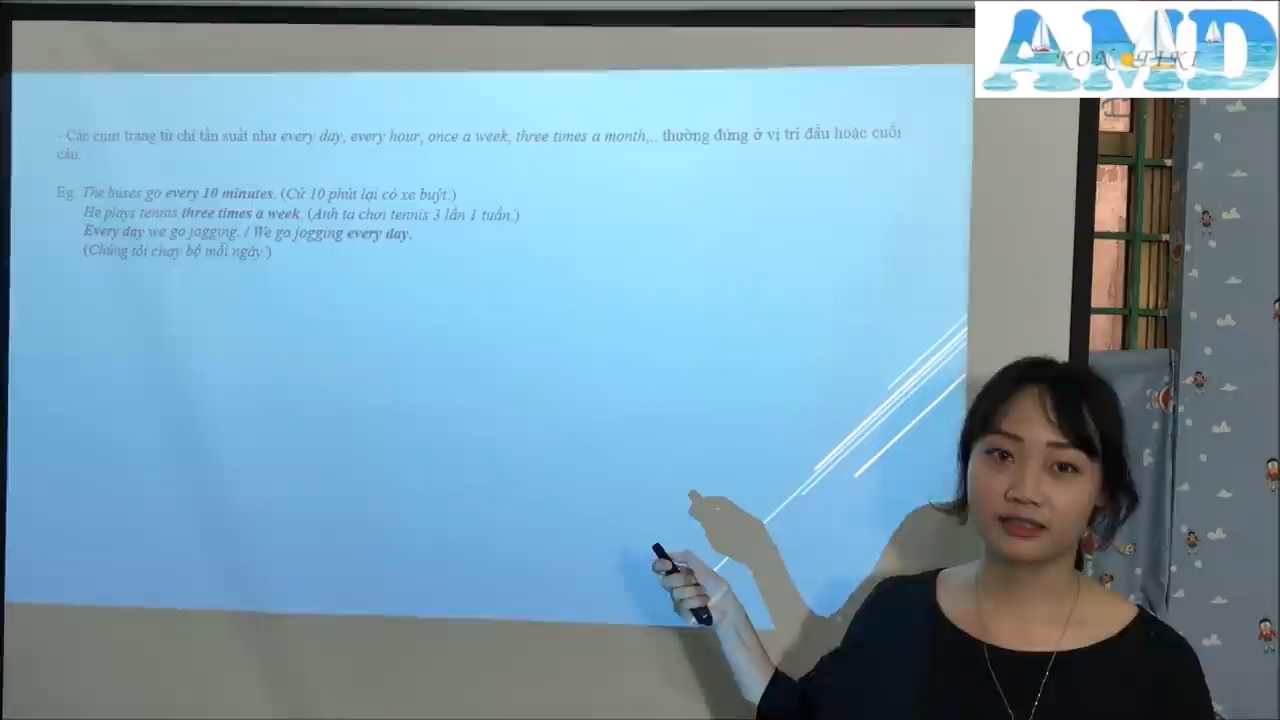 AMD
KON TIKI
- Các cụm trạng từ chỉ tần suất như every day, every hour, once a week, three times a month,.. thường đứng ở vị trí đầu hoặc cuối
câu.
Eg. The buses go every 10 minutes. (Cứ 10 phút lại có xe buýt.)
He plays tennis three times a week. (Anh ta chơi tennis 3 lần 1 tuần.)
Every day we go jogging. / We go jogging every day.
(Chúng tôi chạy bộ mỗi ngày.)